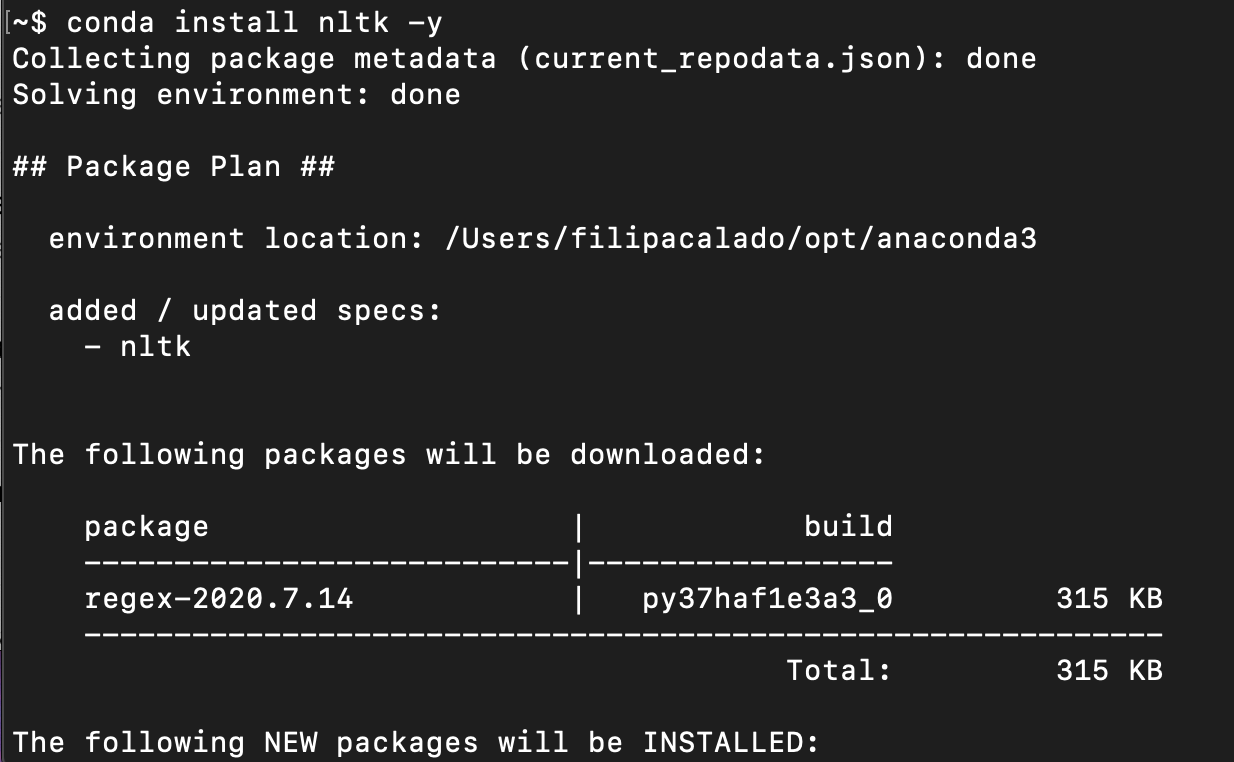 [~$ conda install nltk -y
Collecting package metadata (current_repodata.json): done
Solving environment: done
## Package Plan ##
environment location: /Users/filipacalado/opt/anaconda3
added / updated specs:
- nltk
The following packages will be downloaded:
package | build
---------------------------|-----------------
regex-2020.7.14 | py37haf1e3a3_0 315 KB
------------------------------------------------------------
Total: 315 KB
The following NEW packages will be INSTALLED: